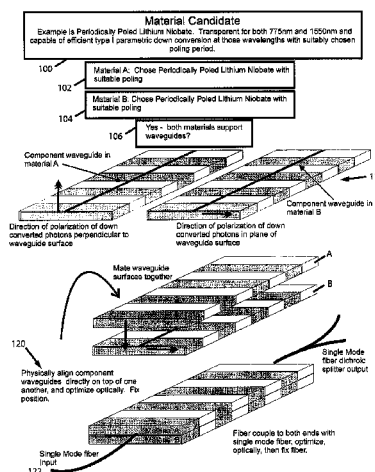 Material Candidate
Example is Periodically Poled Lithium Niobate. Transparent for both 775nm and 1550nm and
capable of efficient type I parametric down conversion at those wavelengths with suitably chosen
poling period.
100
Material A: Chose Periodically Poled Lithium Niobate with
suitable poling
102
Material B: Chose Periodically Poled Lithium Niobate with
suitable poling
104
106
Yes - both materials support
waveguides?
Component waveguide in
material A
Component waveguide in
material B
Direction of polarization of down
converted photons perpendicular to
waveguide surface
Direction of polarization of down
converted photons in plane of
waveguide surface
Mate waveguide
surfaces together
A
B
120
Physically align component
waveguides directly on top of one
another, and optimize optically. Fix
position.
Single Mode
fiber dichroic
splitter output
Fiber couple to both ends with
single mode fiber, optimize,
optically, then fix fiber.
Single Mode fiber
Input
122